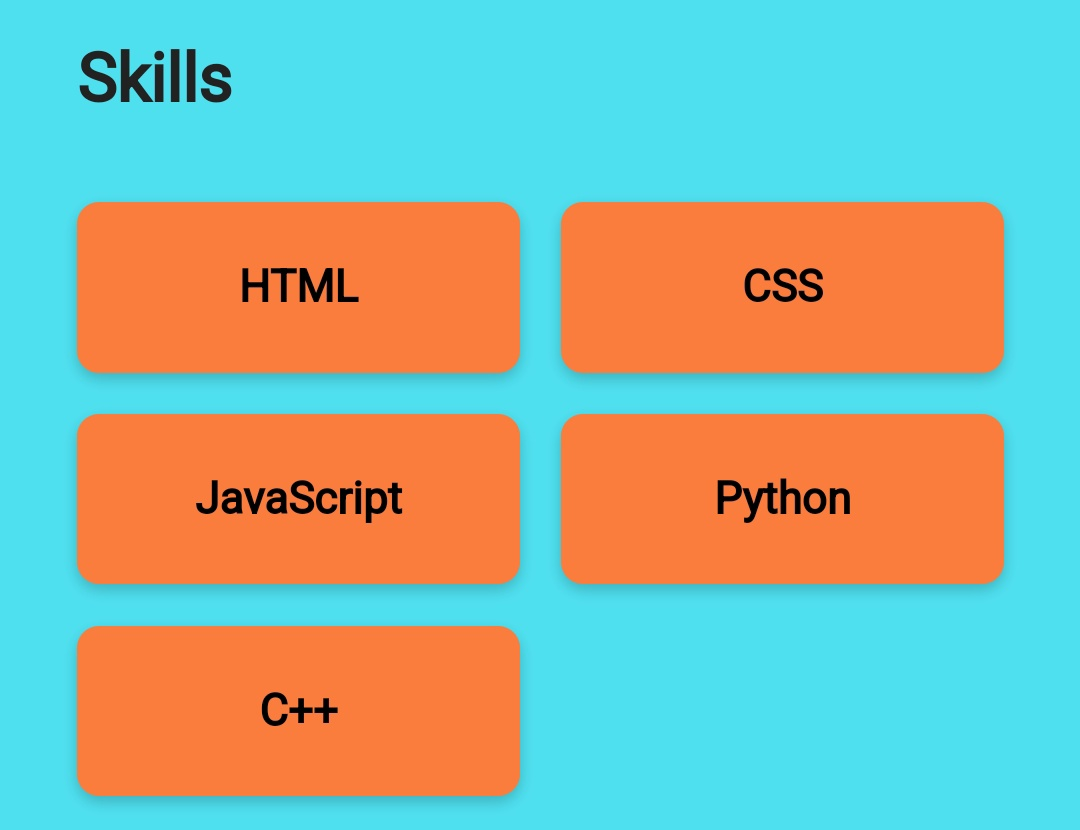 Skills
HTML
CSS
JavaScript
Python
C++